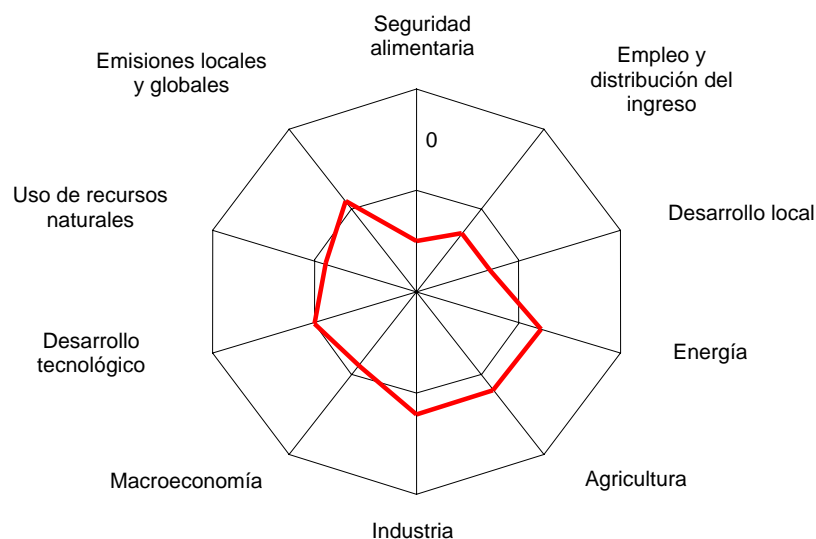 Seguridad
alimentaria
Empleo y
distribución del
ingreso
Desarrollo local
Energía
Agricultura
Industria
Macroeconomía
Desarrollo
tecnológico
Uso de recursos
naturales
Emisiones locales
y globales
0